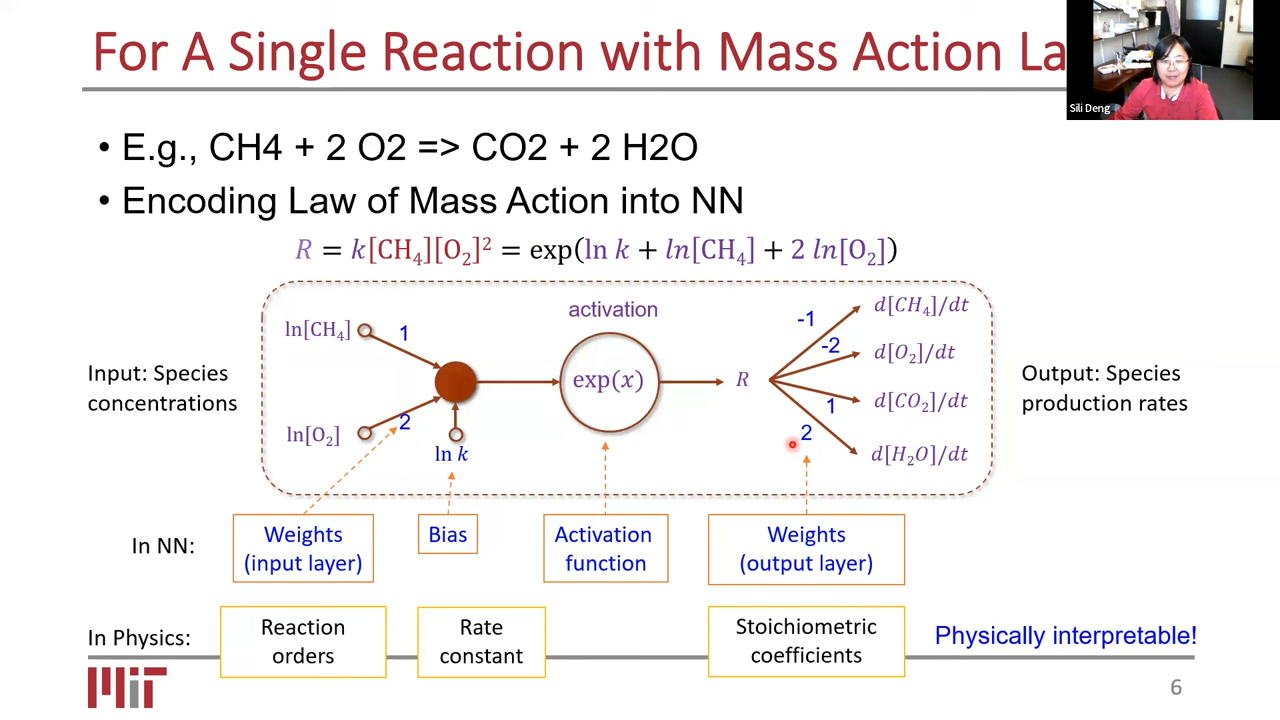 For A Single Reaction with Mass Action La
Sili Deng
• E.g., CH4 + 2 O2 => CO2 + 2 H2O
• Encoding Law of Mass Action into NN
R = k[CH₄][O₂]² = exp(ln k + ln[CH₄] + 2 ln[O₂])
activation
ln[CH₄]
1
ln[O₂]
2
ln k
exp(x)
R
-1
-2
1
2
d[CH₄]/dt
d[O₂]/dt
d[CO₂]/dt
d[H₂O]/dt
Input: Species
concentrations
Output: Species
production rates
In NN:
Weights
(input layer)
Bias
Activation
function
Weights
(output layer)
In Physics:
Reaction
orders
Rate
constant
Stoichiometric
coefficients
Physically interpretable!
MIT
6